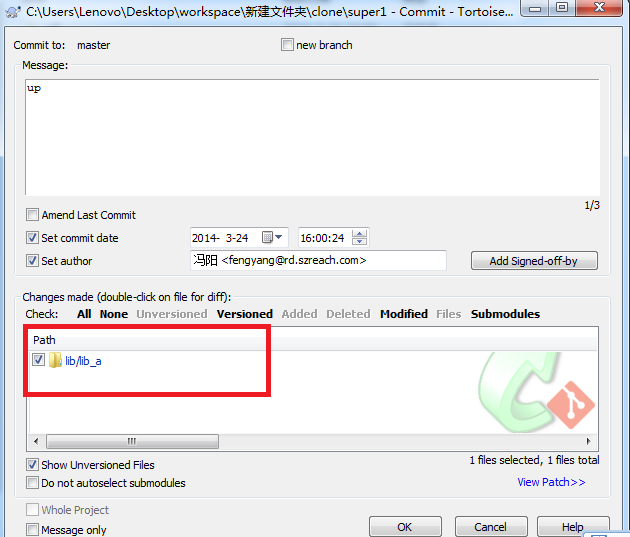 C:\Users\Lenovo\Desktop\workspace\新建文件夹\clone\super1 - Commit - Tortoise...
Commit to: master new branch
Message:
up
1/3
Amend Last Commit
Set commit date 2014- 3-24 16:00:24
Set author 冯阳 <fengyang@rd.szreach.com> Add Signed-off-by
Changes made (double-click on file for diff):
Check: All None Unversioned Versioned Added Deleted Modified Files Submodules
Path
lib/lib_a
Show Unversioned Files 1 files selected, 1 files total
Do not autoselect submodules View Patch>>
Whole Project
Message only OK Cancel Help